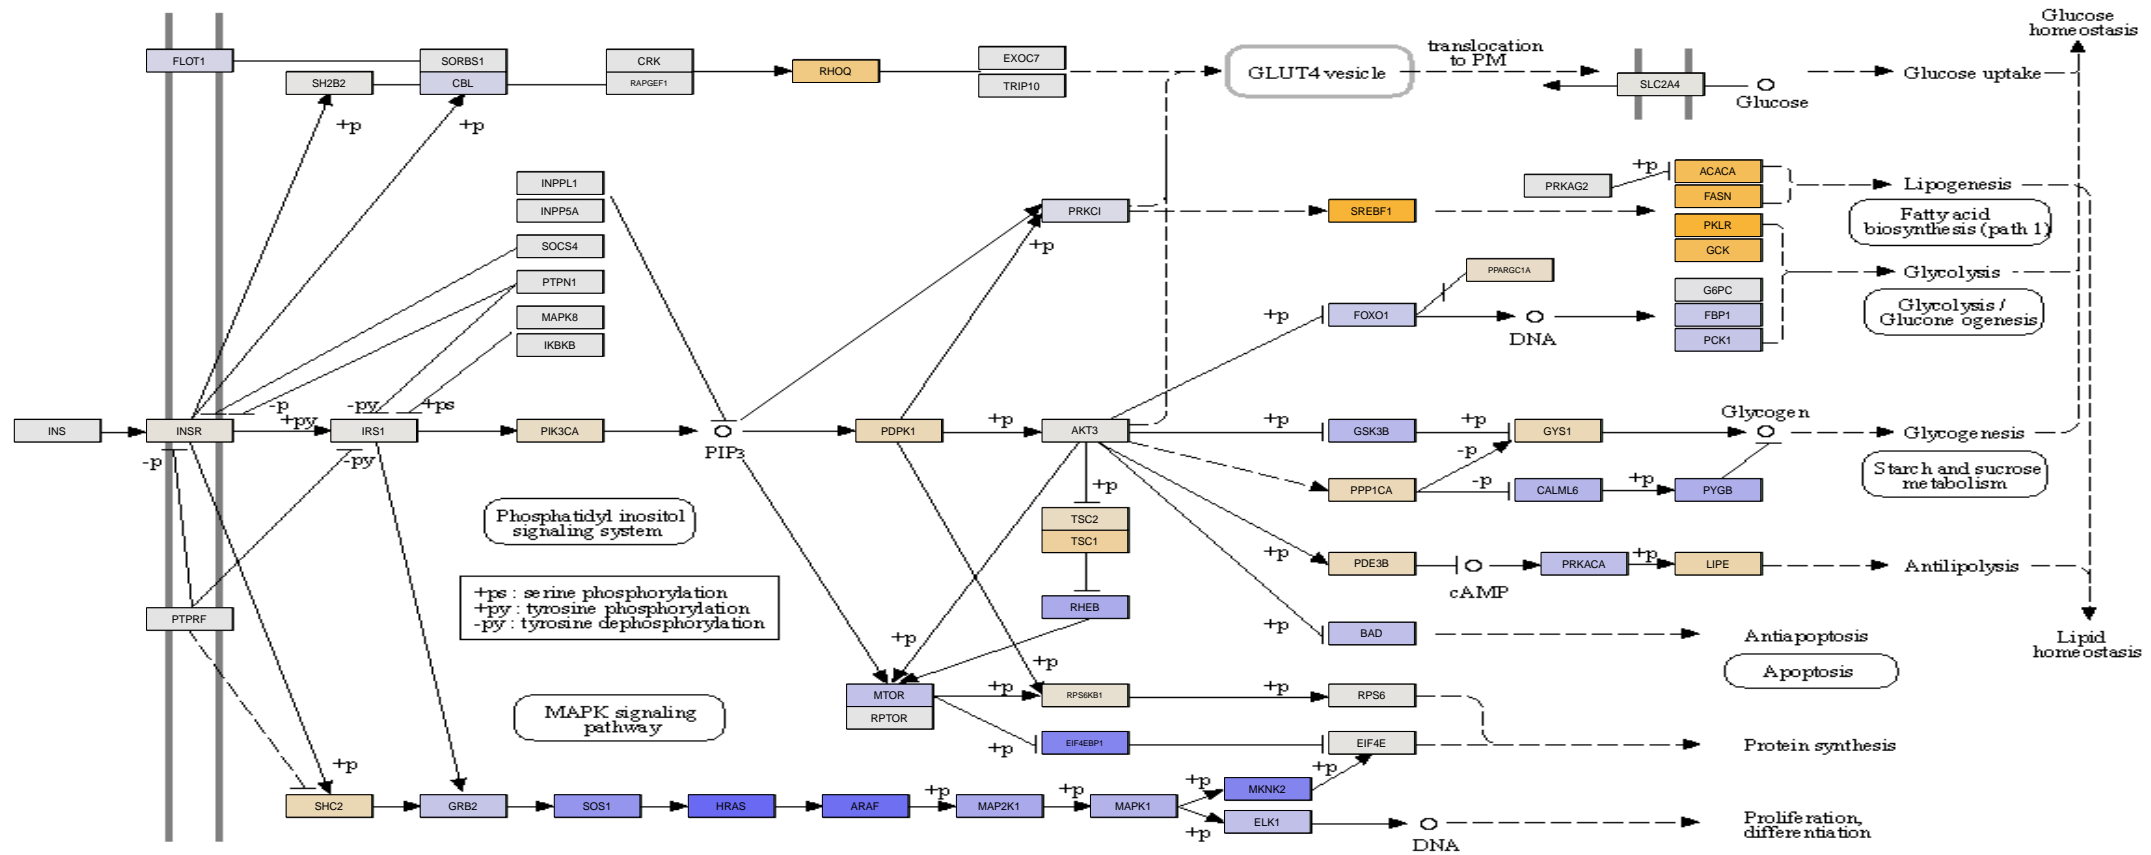 Glucose
homeostasis
FLOT1
SORBS1
CRK
EXOC7
translocation
to PM
SH2B2
CBL
RAPGEF1
RHOQ
TRIP10
GLUT4 vesicle
SLC2A4
Glucose
Glucose uptake
+p
+p
INPPL1
INPP5A
SOCS4
PTPN1
MAPK8
IKBKB
PRKCI
+p
SREBF1
PRKAG2
+p
ACACA
FASN
PKLR
GCK
G6PC
FBP1
PCK1
Lipogenesis
Fatty acid
biosynthesis (path 1)
Glycolysis
Glycolysis /
Glucone ogenesis
PPARGC1A
+p
FOXO1
DNA
-p
+py
-py
+ps
INS
INSR
IRS1
PIK3CA
PIP3
PDPK1
+p
AKT3
+p
GSK3B
+p
GYS1
Glycogen
Glycogenesis
-p
-py
-p
Starch and sucrose
metabolism
PPP1CA
-p
CALML6
+p
PYGB
+p
TSC2
TSC1
Phosphatidyl inositol
signaling system
+p
PDE3B
cAMP
PRKACA
+p
LIPE
Antilipolysis
+ps : serine phosphorylation
+py : tyrosine phosphorylation
-py : tyrosine dephosphorylation
PTPRF
RHEB
+p
+p
BAD
Antiapoptosis
Apoptosis
Lipid
homeostasis
+p
MTOR
RPTOR
+p
RPS6KB1
+p
RPS6
MAPK signaling
pathway
+p
EIF4EBP1
EIF4E
Protein synthesis
+p
SHC2
GRB2
SOS1
HRAS
ARAF
+p
MAP2K1
+p
MAPK1
+p
MKNK2
+p
+p
ELK1
DNA
Proliferation,
differentiation